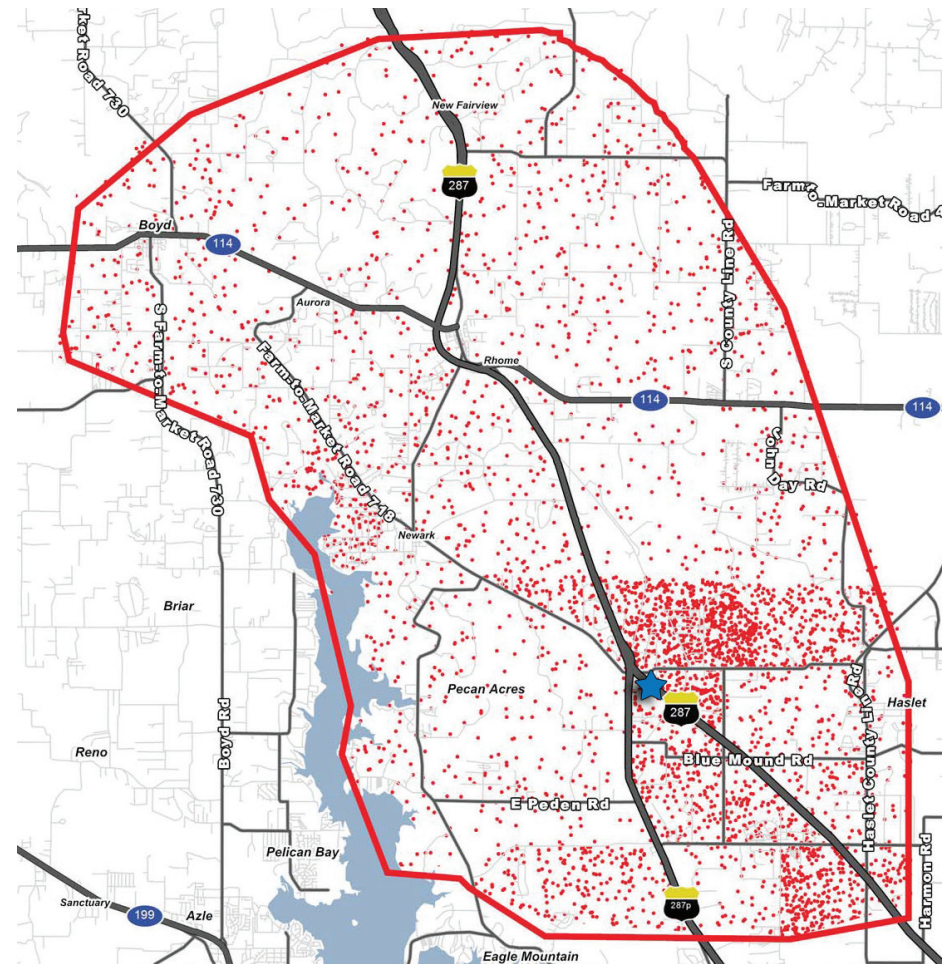 rket Road 730
New Fairview
287
Farm-to-Market Road 4
Boyd
114
S County Line Rd
Aurora
S Farm-to-Market Road 730
Farm-to-Market Road 718
Rhome
114
114
John Day Rd
Newark
Briar
Pecan Acres
Haslet County Line Rd
Haslet
287
Reno
Boyd Rd
Blue Mound Rd
E Peden Rd
Pelican Bay
Harmon Rd
Sanctuary
199
Azle
287p
Eagle Mountain